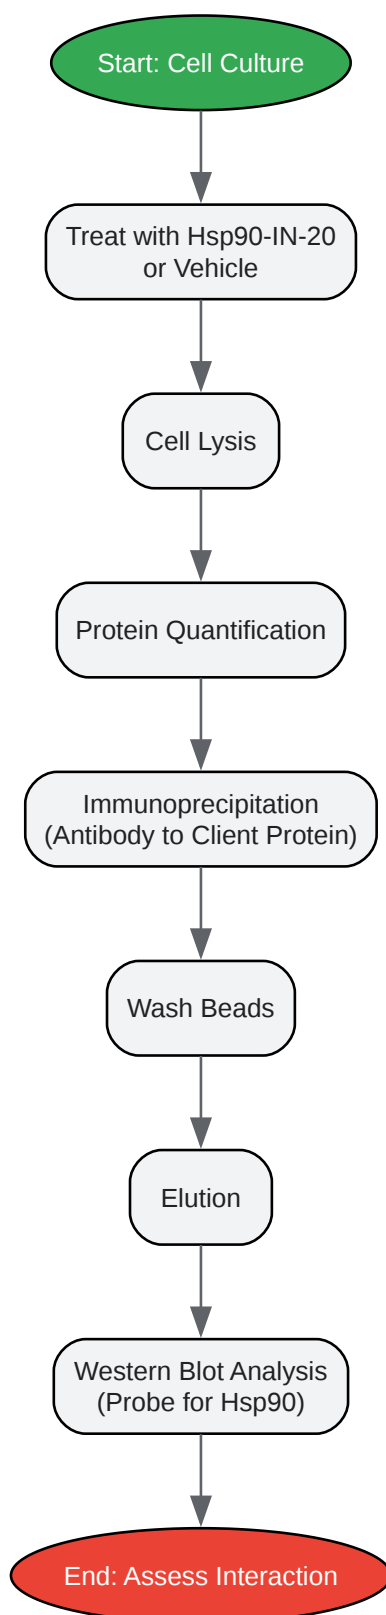 Start: Cell Culture
Treat with Hsp90-IN-20
or Vehicle
Cell Lysis
Protein Quantification
Immunoprecipitation
(Antibody to Client Protein)
Wash Beads
Elution
Western Blot Analysis
(Probe for Hsp90)
End: Assess Interaction